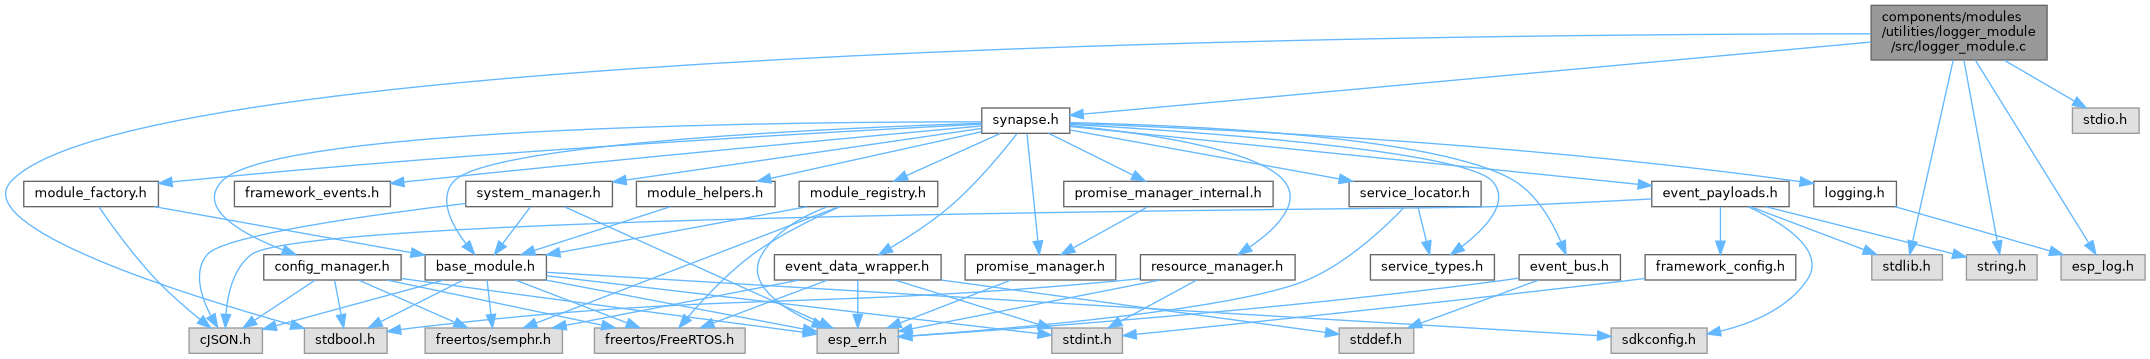 components/modules
/utilities/logger_module
/src/logger_module.c
stdio.h
synapse.h
module_factory.h
framework_events.h
system_manager.h
module_helpers.h
module_registry.h
promise_manager_internal.h
service_locator.h
event_payloads.h
logging.h
config_manager.h
base_module.h
event_data_wrapper.h
promise_manager.h
resource_manager.h
service_types.h
event_bus.h
framework_config.h
stdlib.h
string.h
esp_log.h
cJSON.h
stdbool.h
freertos/semphr.h
freertos/FreeRTOS.h
esp_err.h
stdint.h
stddef.h
sdkconfig.h